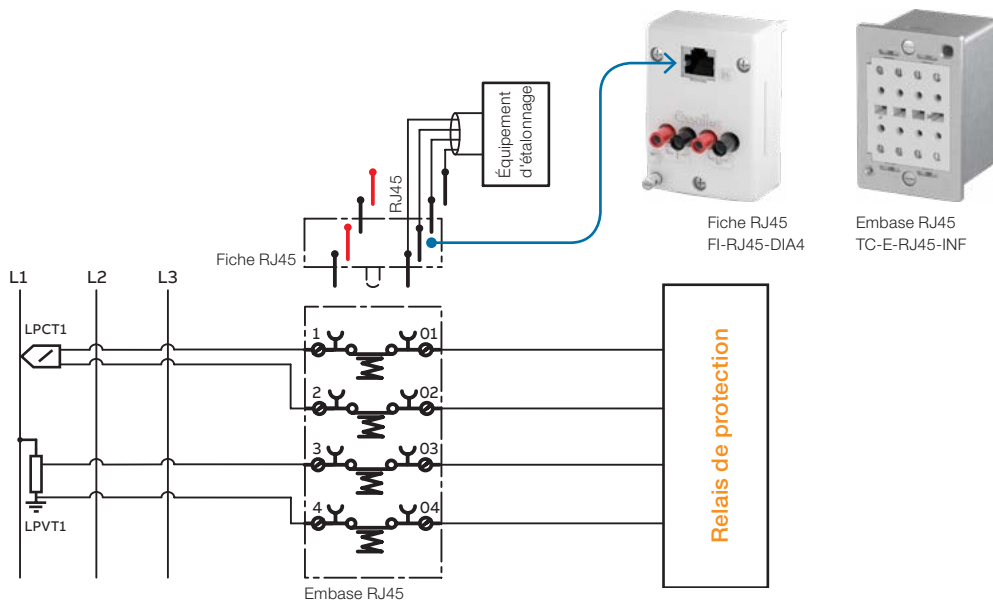 Équipement
d'étalonnage
RJ45
Fiche RJ45
Fiche RJ45
FI-RJ45-DIA4
Embase RJ45
TC-E-RJ45-INF
L1
L2
L3
LPCT1
LPVT1
1
01
2
02
3
03
4
04
Relais de protection
Embase RJ45